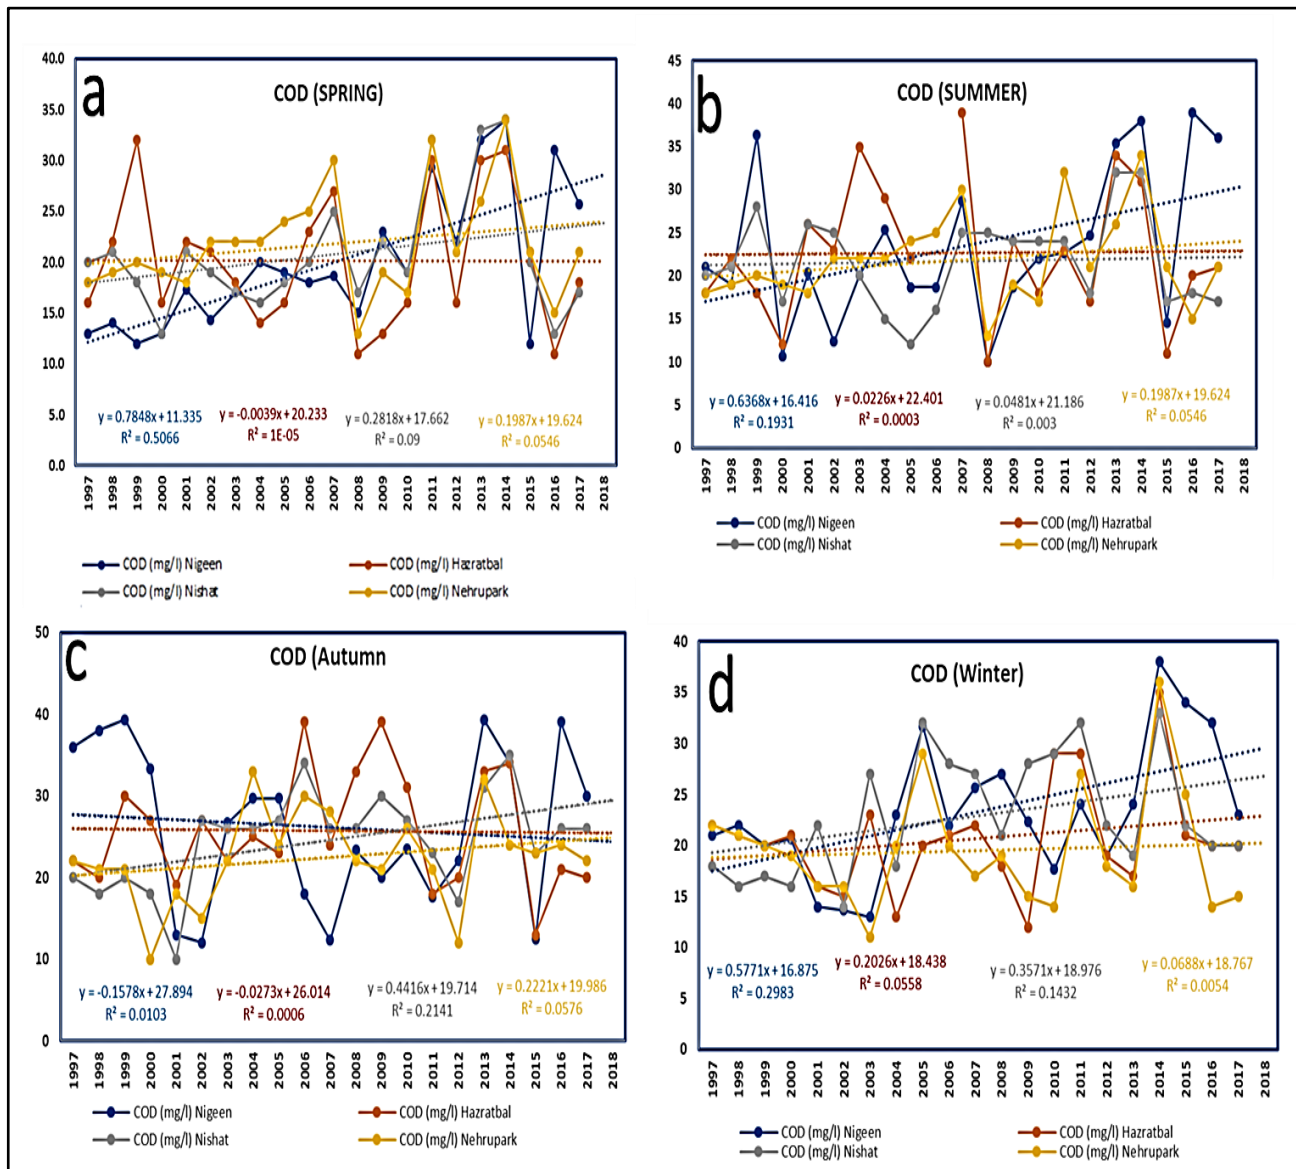 a
COD (SPRING)
40.0
35.0
30.0
25.0
20.0
15.0
10.0
5.0
0.0
y = 0.7848x + 11.335
R² = 0.5066
y = -0.0039x + 20.233
R² = 1E-05
y = 0.2818x + 17.662
R² = 0.09
y = 0.1987x + 19.624
R² = 0.0546
1997 1998 1999 2000 2001 2002 2003 2004 2005 2006 2007 2008 2009 2010 2011 2012 2013 2014 2015 2016 2017 2018
COD (mg/l) Nigeen
COD (mg/l) Hazratbal
COD (mg/l) Nishat
COD (mg/l) Nehrupark
b
COD (SUMMER)
45
40
35
30
25
20
15
10
5
0
y = 0.6368x + 16.416
R² = 0.1931
y = 0.0226x + 22.401
R² = 0.0003
y = 0.0481x + 21.186
R² = 0.003
y = 0.1987x + 19.624
R² = 0.0546
1997 1998 1999 2000 2001 2002 2003 2004 2005 2006 2007 2008 2009 2010 2011 2012 2013 2014 2015 2016 2017 2018
COD (mg/l) Nigeen
COD (mg/l) Hazratbal
COD (mg/l) Nishat
COD (mg/l) Nehrupark
c
COD (Autumn
50
40
30
20
10
0
y = -0.1578x + 27.894
R² = 0.0103
y = -0.0273x + 26.014
R² = 0.0006
y = 0.4416x + 19.714
R² = 0.2141
y = 0.2221x + 19.986
R² = 0.0576
1997 1998 1999 2000 2001 2002 2003 2004 2005 2006 2007 2008 2009 2010 2011 2012 2013 2014 2015 2016 2017 2018
COD (mg/l) Nigeen
COD (mg/l) Hazratbal
COD (mg/l) Nishat
COD (mg/l) Nehrupark
d
COD (Winter)
40
35
30
25
20
15
10
5
0
y = 0.5771x + 16.875
R² = 0.2983
y = 0.2026x + 18.438
R² = 0.0558
y = 0.3571x + 18.976
R² = 0.1432
y = 0.0688x + 18.767
R² = 0.0054
1997 1998 1999 2000 2001 2002 2003 2004 2005 2006 2007 2008 2009 2010 2011 2012 2013 2014 2015 2016 2017 2018
COD (mg/l) Nigeen
COD (mg/l) Hazratbal
COD (mg/l) Nishat
COD (mg/l) Nehrupark